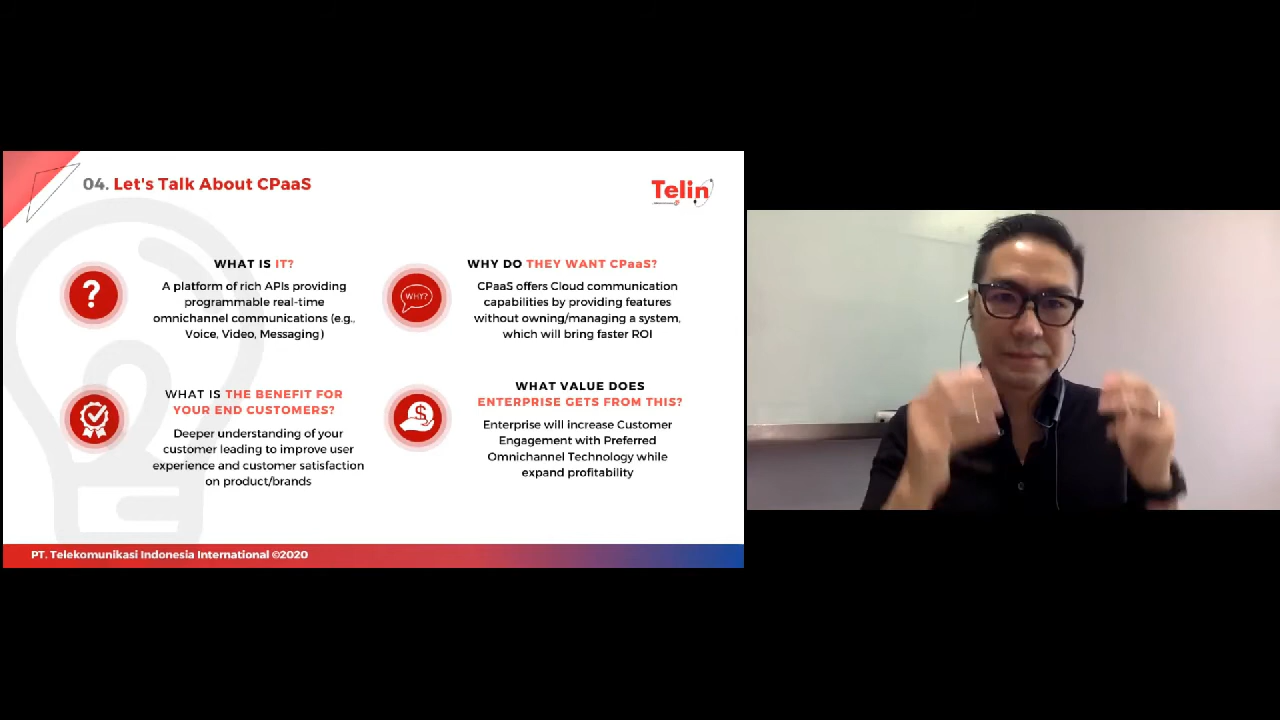 04. Let's Talk About CPaaS
Telin
WHAT IS IT?
A platform of rich APIs providing
programmable real-time
omnichannel communications (e.g.,
Voice, Video, Messaging)
WHY?
WHY DO THEY WANT CPaaS?
CPaaS offers Cloud communication
capabilities by providing features
without owning/managing a system,
which will bring faster ROI
WHAT IS THE BENEFIT FOR
YOUR END CUSTOMERS?
Deeper understanding of your
customer leading to improve user
experience and customer satisfaction
on product/brands
WHAT VALUE DOES
ENTERPRISE GETS FROM THIS?
Enterprise will increase Customer
Engagement with Preferred
Omnichannel Technology while
expand profitability
PT. Telekomunikasi Indonesia International ©2020